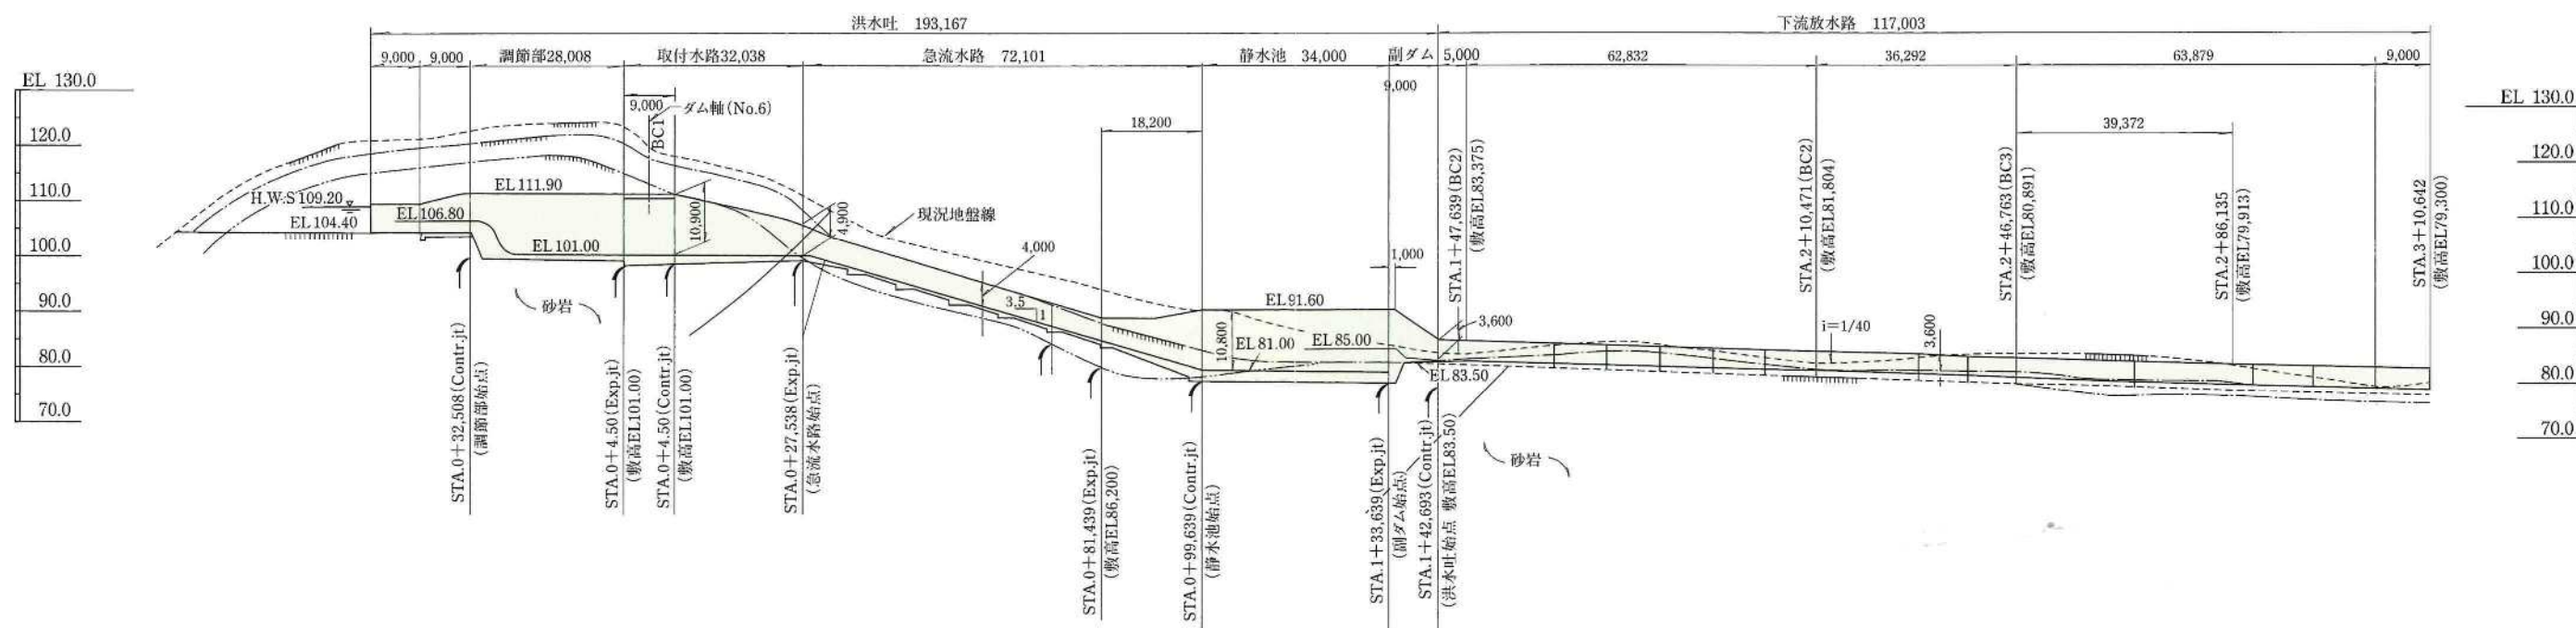 洪水吐 193,167
下流放水路 117,003
9,000
9,000
調節部28,008
取付水路32,038
急流水路 72,101
静水池 34,000
副ダム
5,000
62,832
36,292
63,879
9,000
9,000
EL 130.0
120.0
110.0
100.0
90.0
80.0
70.0
EL 130.0
120.0
110.0
100.0
90.0
80.0
70.0
9,000
ダム軸(No.6)
BC1
18,200
39,372
H.W.S 109.20
EL 104.40
EL 106.80
EL 111.90
EL 101.00
10,900
4,900
現況地盤線
4,000
3.5
1
1,000
EL 91.60
10,800
EL 81.00
EL 85.00
3,600
EL 83.50
i=1/40
3,600
砂岩
砂岩
STA.0+32,508(Contr.jt)
(調節部始点)
STA.0+4.50(Exp.jt)
(敷高EL101.00)
STA.0+4.50(Contr.jt)
(敷高EL101.00)
STA.0+27,538(Exp.jt)
(急流水路始点)
STA.0+81,439(Exp.jt)
(敷高EL86,200)
STA.0+99,639(Contr.jt)
(静水池始点)
STA.1+33,639(Exp.jt)
(副ダム始点)
STA.1+42,693(Contr.jt)
(洪水吐始点 敷高EL83.50)
STA.1+47,639(BC2)
(敷高EL83,375)
STA.2+10,471(BC2)
(敷高EL81,804)
STA.2+46,763(BC3)
(敷高EL80,891)
STA.2+86,135
(敷高EL79,913)
STA.3+10,642
(敷高EL79,300)